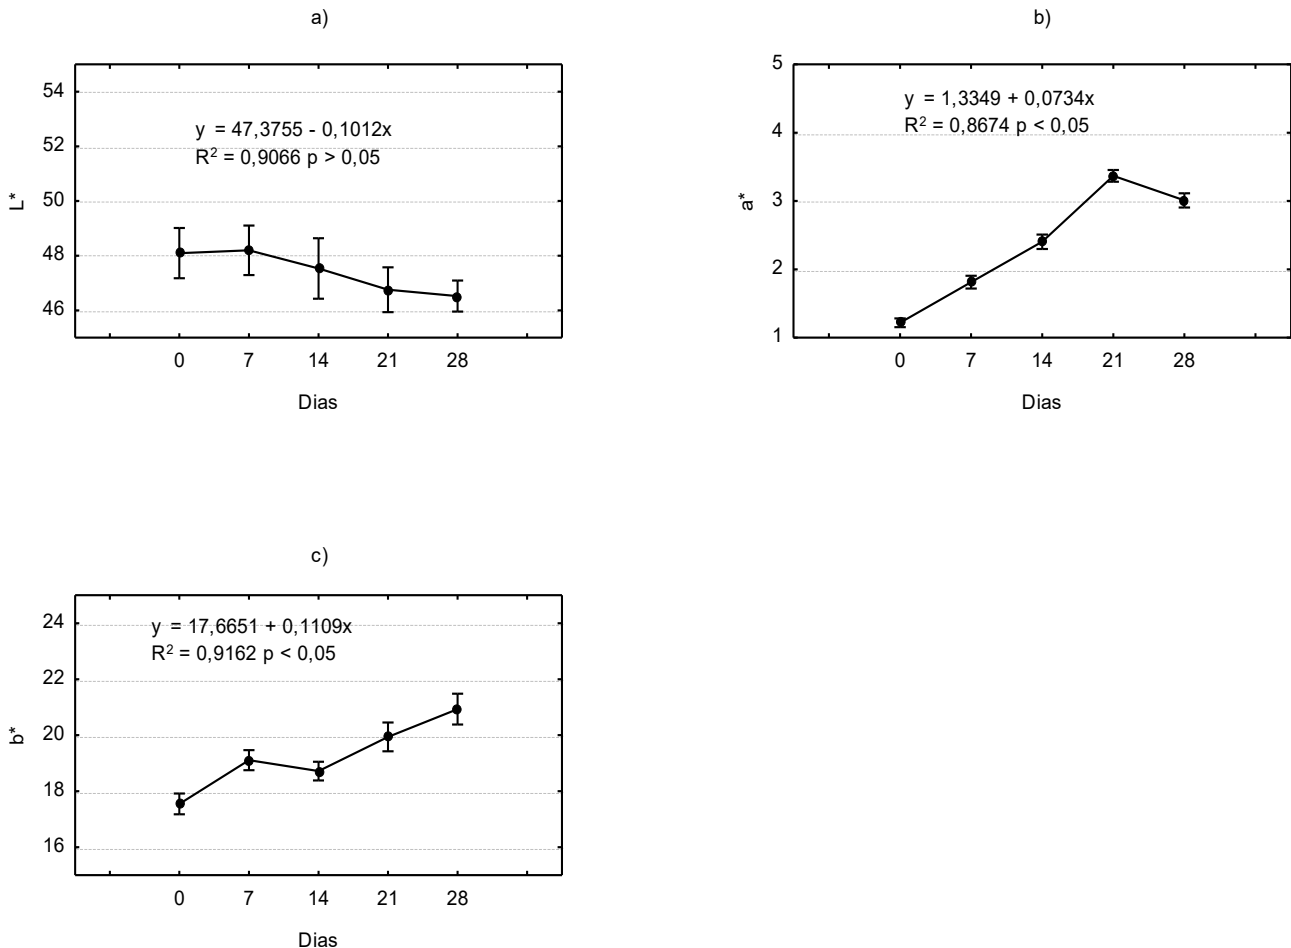 a)
54
52
50
48
46
L*
y = 47,3755 - 0,1012x
R² = 0,9066 p > 0,05
0 7 14 21 28
Dias
b)
5
4
3
2
1
a*
y = 1,3349 + 0,0734x
R² = 0,8674 p < 0,05
0 7 14 21 28
Dias
c)
24
22
20
18
16
b*
y = 17,6651 + 0,1109x
R² = 0,9162 p < 0,05
0 7 14 21 28
Dias